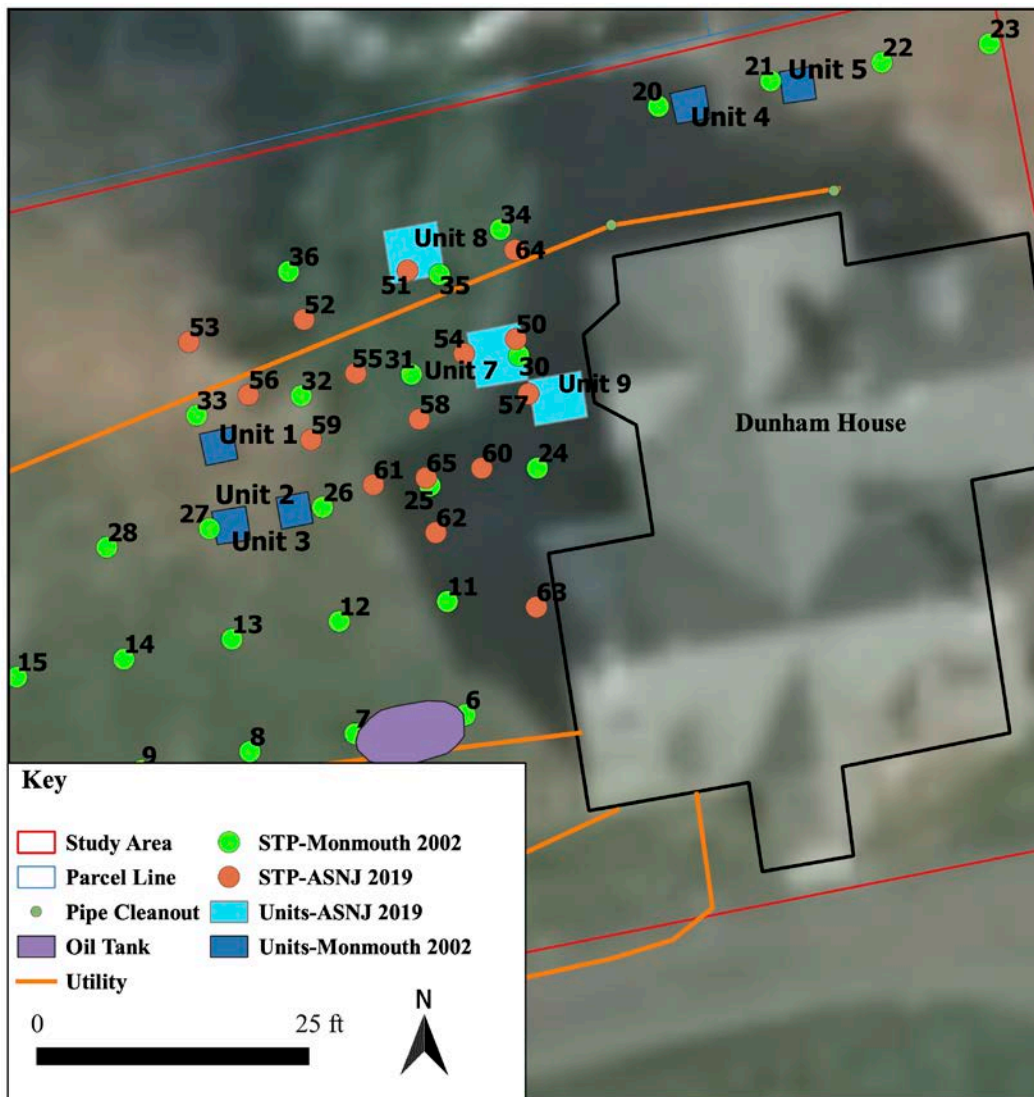 23
22
21
Unit 5
20
Unit 4
34
Unit 8
64
36
51
35
52
53
50
54
30
55
31
Unit 7
Unit 9
56
32
57
33
58
Dunham House
Unit 1
59
24
60
65
61
25
Unit 2
26
27
Unit 3
62
28
11
63
12
13
14
15
6
7
8
9
Key
Study Area
STP-Monmouth 2002
Parcel Line
STP-ASNJ 2019
Pipe Cleanout
Units-ASNJ 2019
Oil Tank
Units-Monmouth 2002
Utility
0
25 ft
N